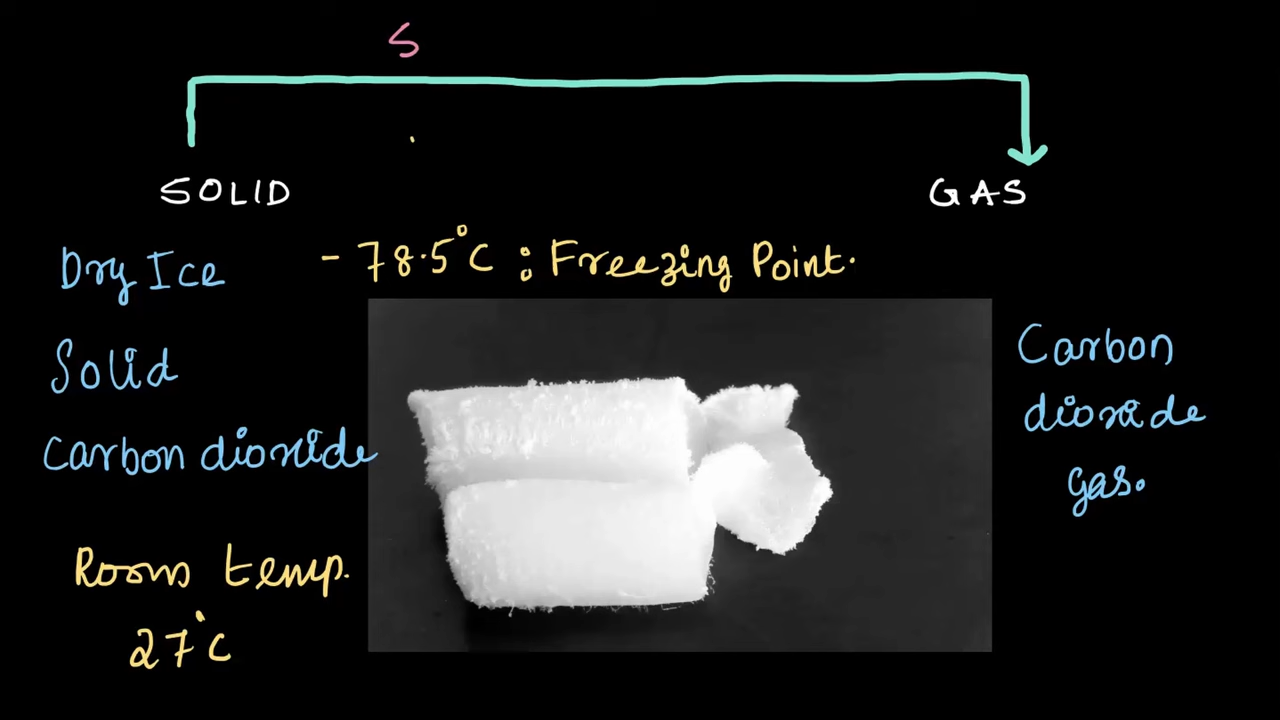 S
SOLID
GAS
Dry Ice
-78.5°C : Freezing Point.
Solid
Carbon dioxide
Carbon
dioxide
gas.
Room temp.
27°C